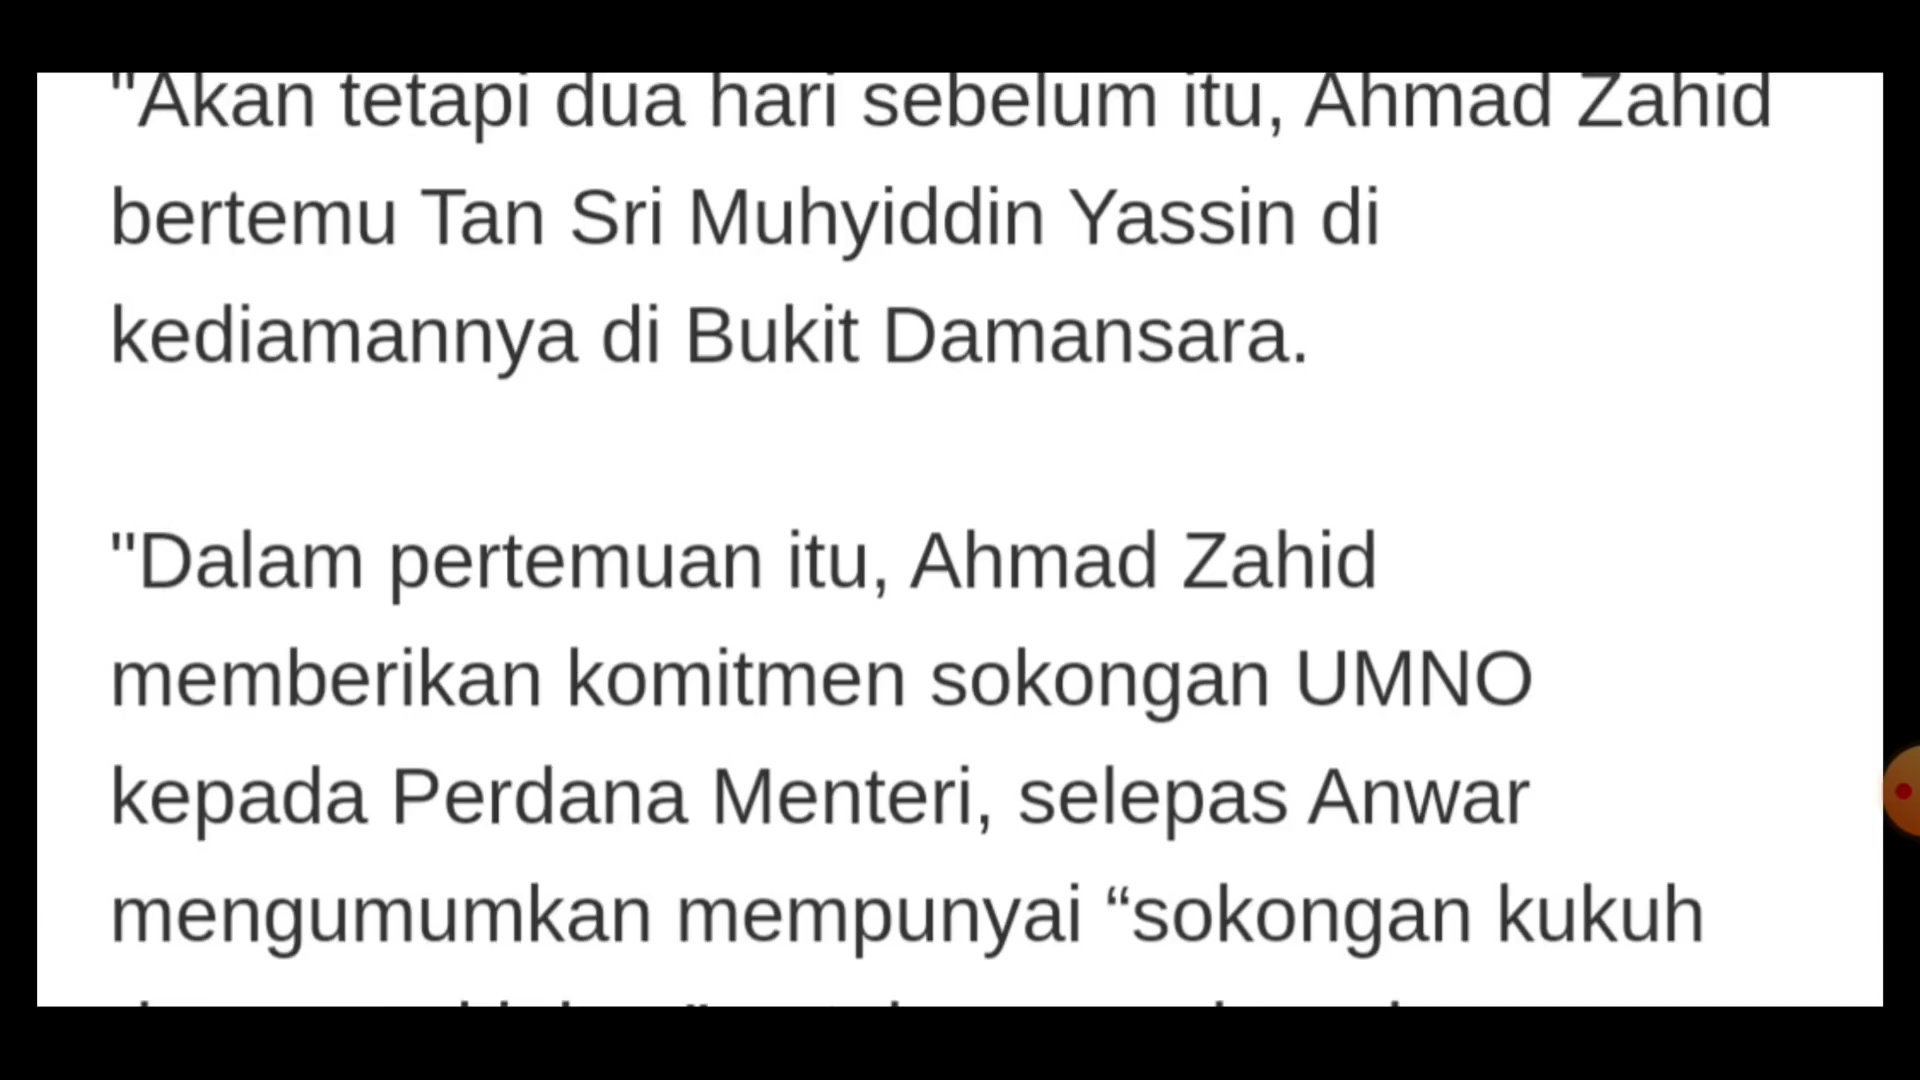 "Akan tetapi dua hari sebelum itu, Ahmad Zahid
bertemu Tan Sri Muhyiddin Yassin di
kediamannya di Bukit Damansara.
"Dalam pertemuan itu, Ahmad Zahid
memberikan komitmen sokongan UMNO
kepada Perdana Menteri, selepas Anwar
mengumumkan mempunyai “sokongan kukuh